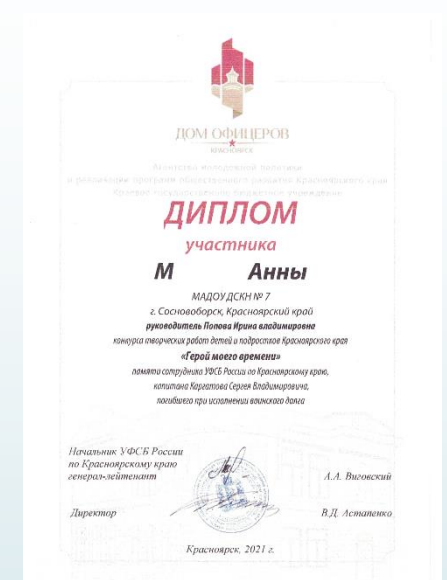 ДОМ ОФИЦЕРОВ
КРАСНОЯРСК
Агентство молодежной политики
и реализации программ общественного развития Красноярского края
Краевое государственное бюджетное учреждение
ДИПЛОМ
участника
М Анны
МАДОУ ДСКН № 7
г. Сосновоборск, Красноярский край
руководитель Попова Ирина владимировна
конкурса творческих работ детей и подростков Красноярского края
«Герой моего времени»
памяти сотрудника УФСБ России по Красноярскому краю,
капитана Каргатова Сергея Владимировича,
погибшего при исполнении воинского долга
Начальник УФСБ России
по Красноярскому краю
генерал-лейтенант
А.А. Виговский
Директор
В.Д. Астапенко
Красноярск, 2021 г.